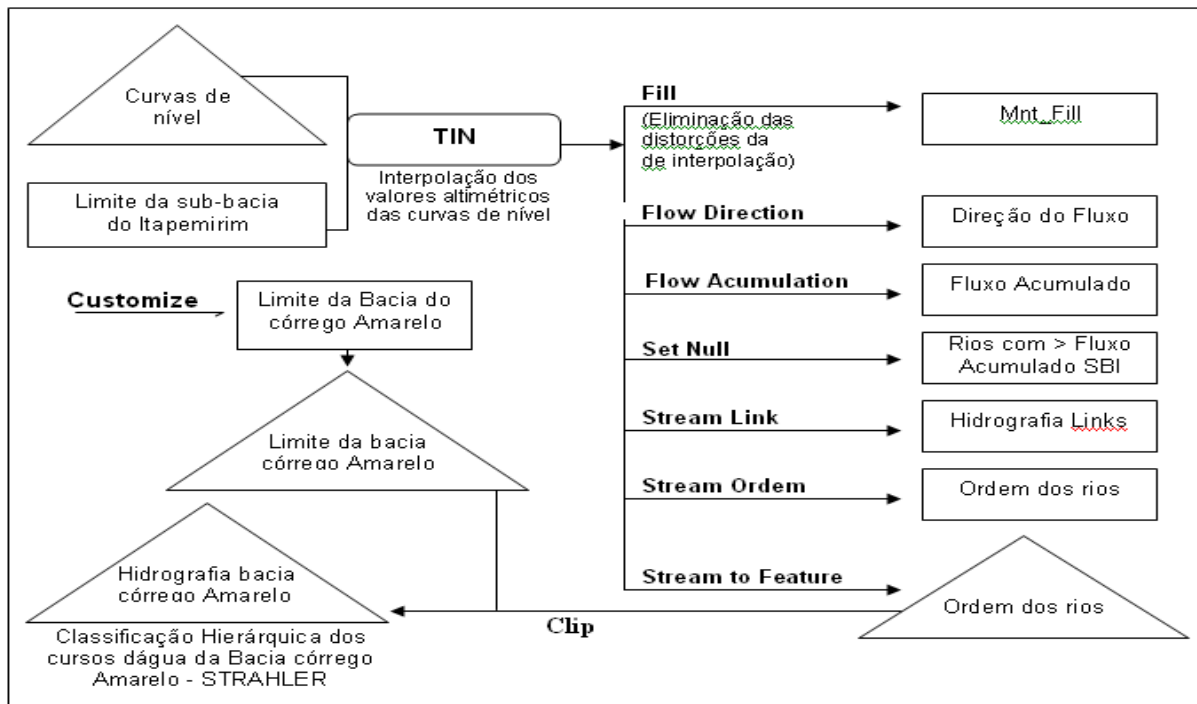 Curvas de
nível
TIN
Interpolação dos
valores altimétricos
das curvas de nível
Limite da sub-bacia
do Itapemirim
Fill
(Eliminação das
distorções da
de interpolação)
Mnt_Fill
Flow Direction
Direção do Fluxo
Flow Acumulation
Fluxo Acumulado
Set Null
Rios com > Fluxo
Acumulado SBI
Stream Link
Hidrografia Links
Stream Ordem
Ordem dos rios
Stream to Feature
Ordem dos rios
Customize
Limite da Bacia do
córrego Amarelo
Limite da bacia
córrego Amarelo
Hidrografia bacia
córrego Amarelo
Clip
Classificação Hierárquica dos
cursos dágua da Bacia córrego
Amarelo - STRAHLER